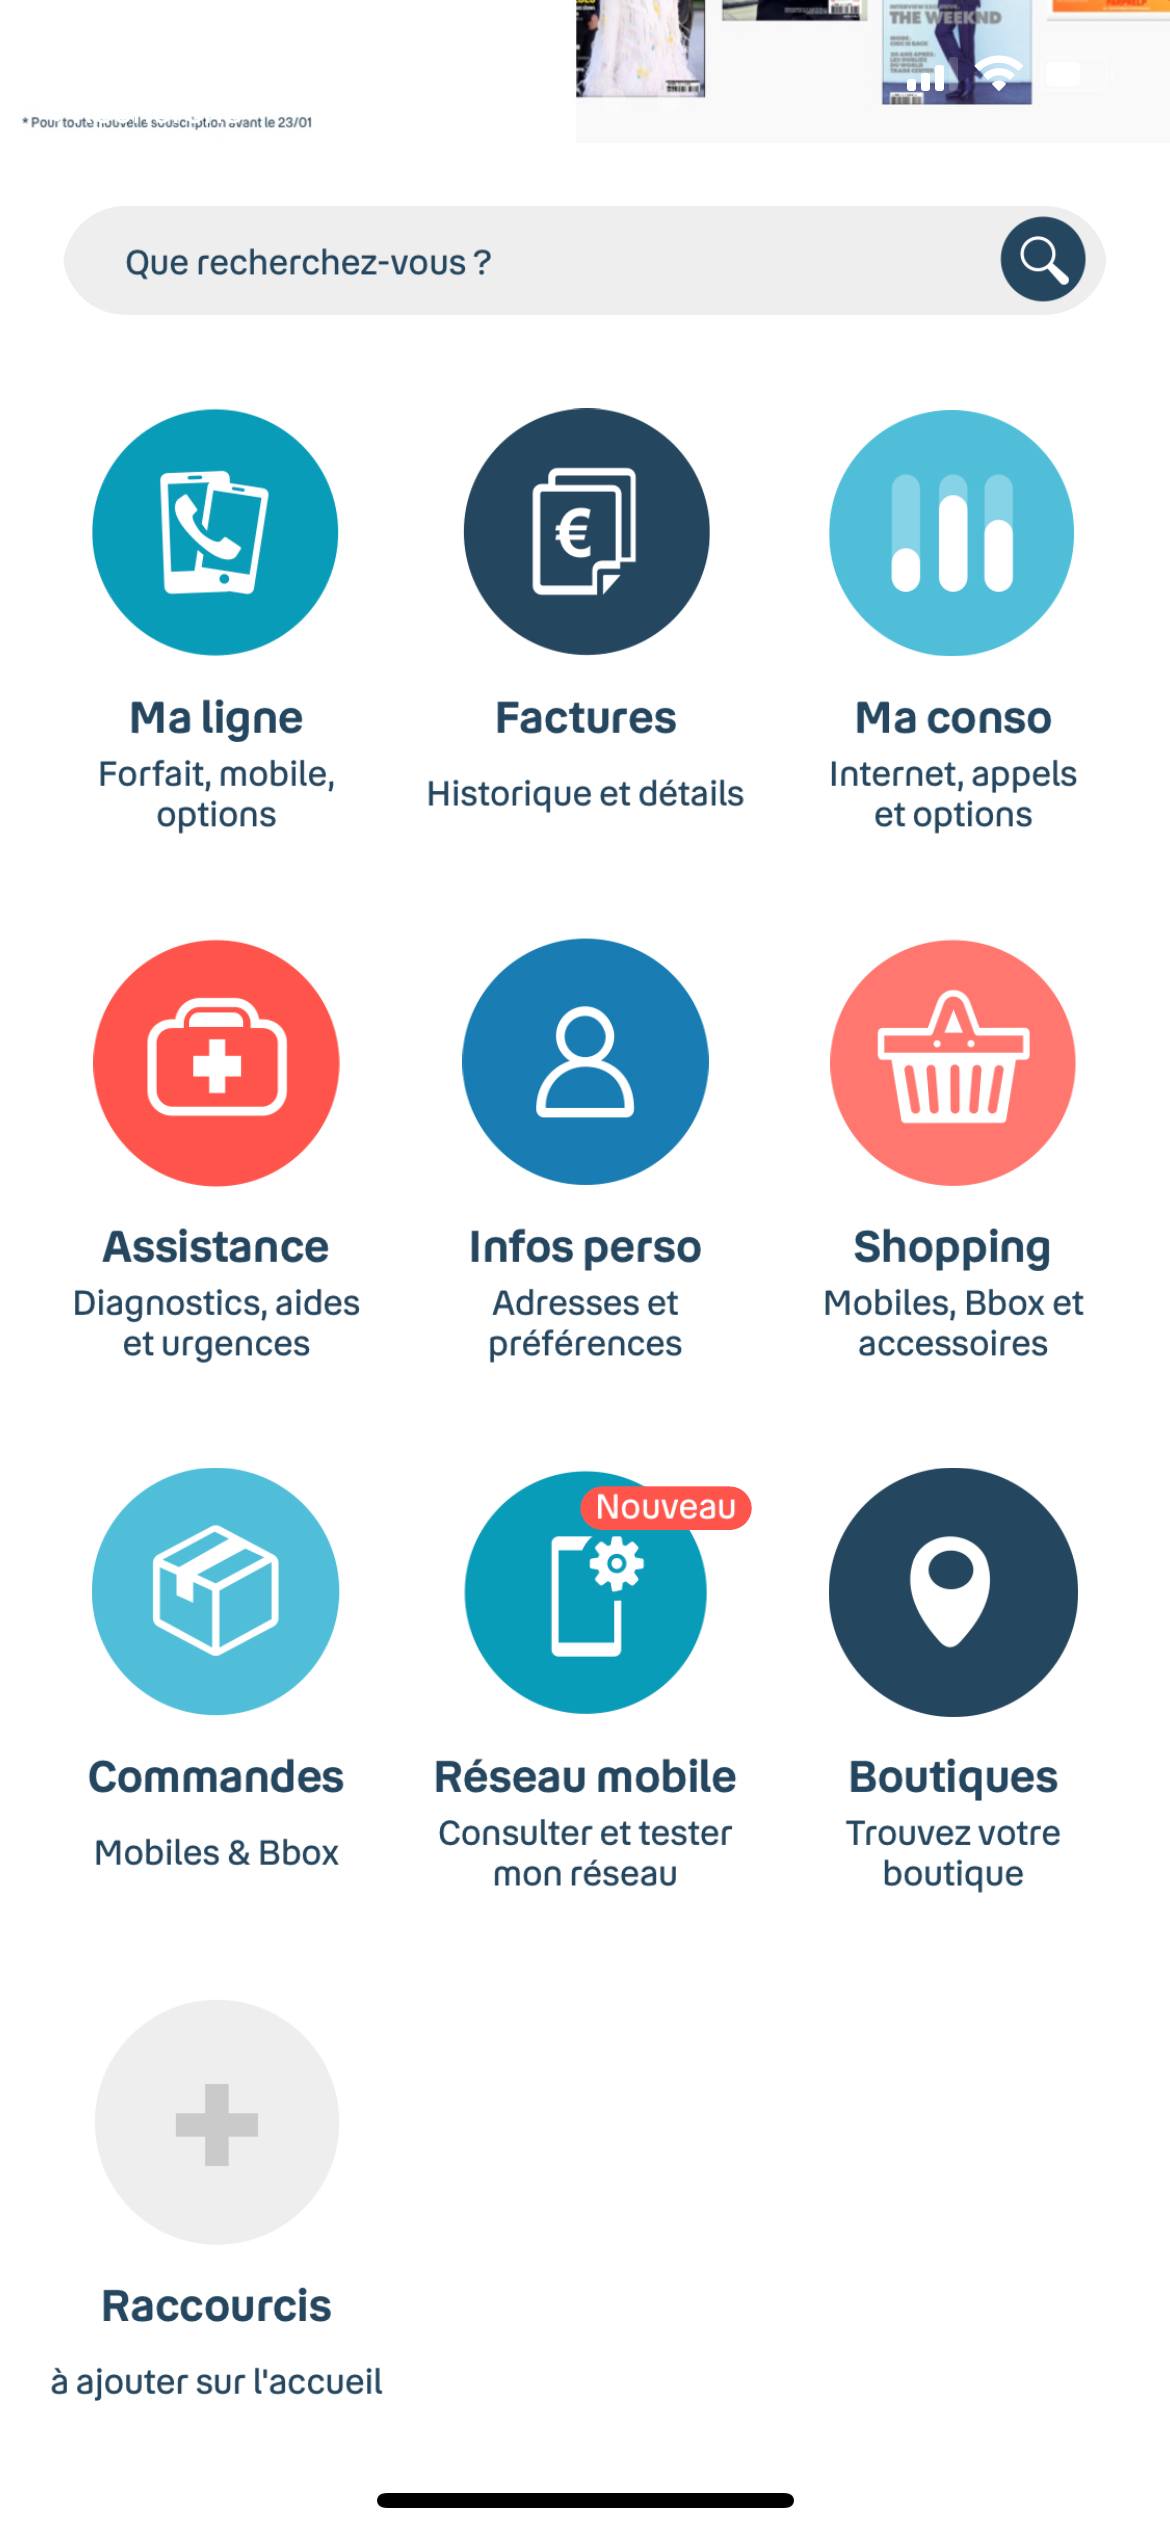 THE WEEKND
* Pour toute nouvelle souscription avant le 23/01
Que recherchez-vous ?
€
Ma ligne
Factures
Ma conso
Forfait, mobile,
options
Historique et détails
Internet, appels
et options
Assistance
Infos perso
Shopping
Diagnostics, aides
et urgences
Adresses et
préférences
Mobiles, Bbox et
accessoires
Nouveau
Commandes
Réseau mobile
Boutiques
Mobiles & Bbox
Consulter et tester
mon réseau
Trouvez votre
boutique
Raccourcis
à ajouter sur l'accueil